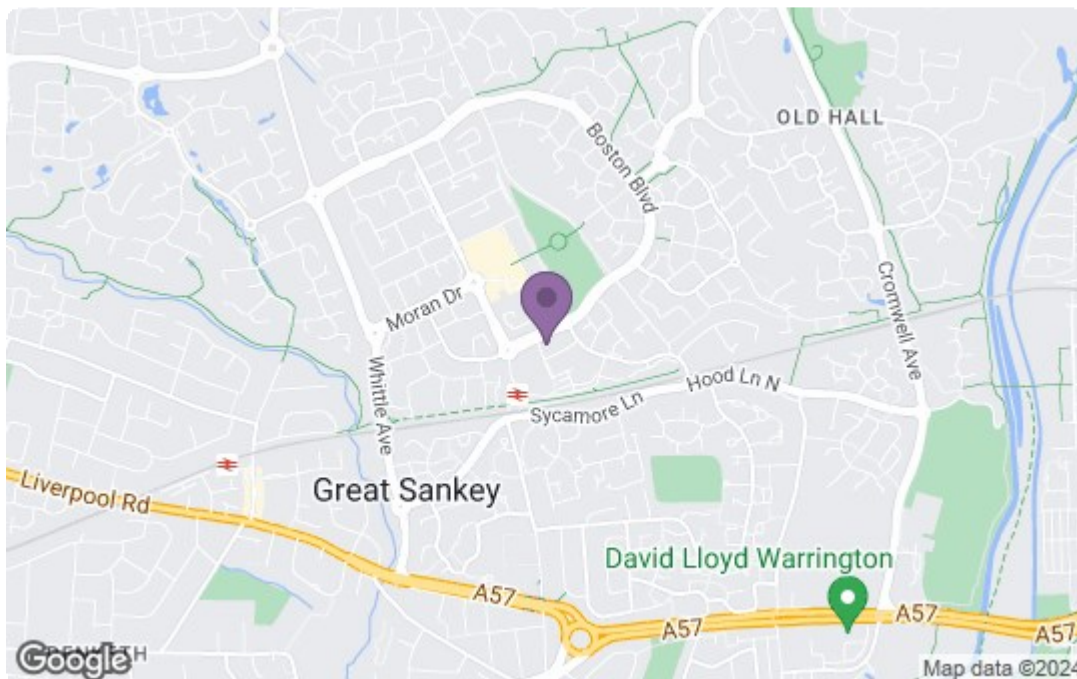 OLD HALL
Boston Blvd
Cromwell Ave
Moran Dr
Whittle Ave
Hood Ln N
Sycamore Ln
Liverpool Rd
Great Sankey
David Lloyd Warrington
A57
A57
A57
A57
Google
Map data ©2024